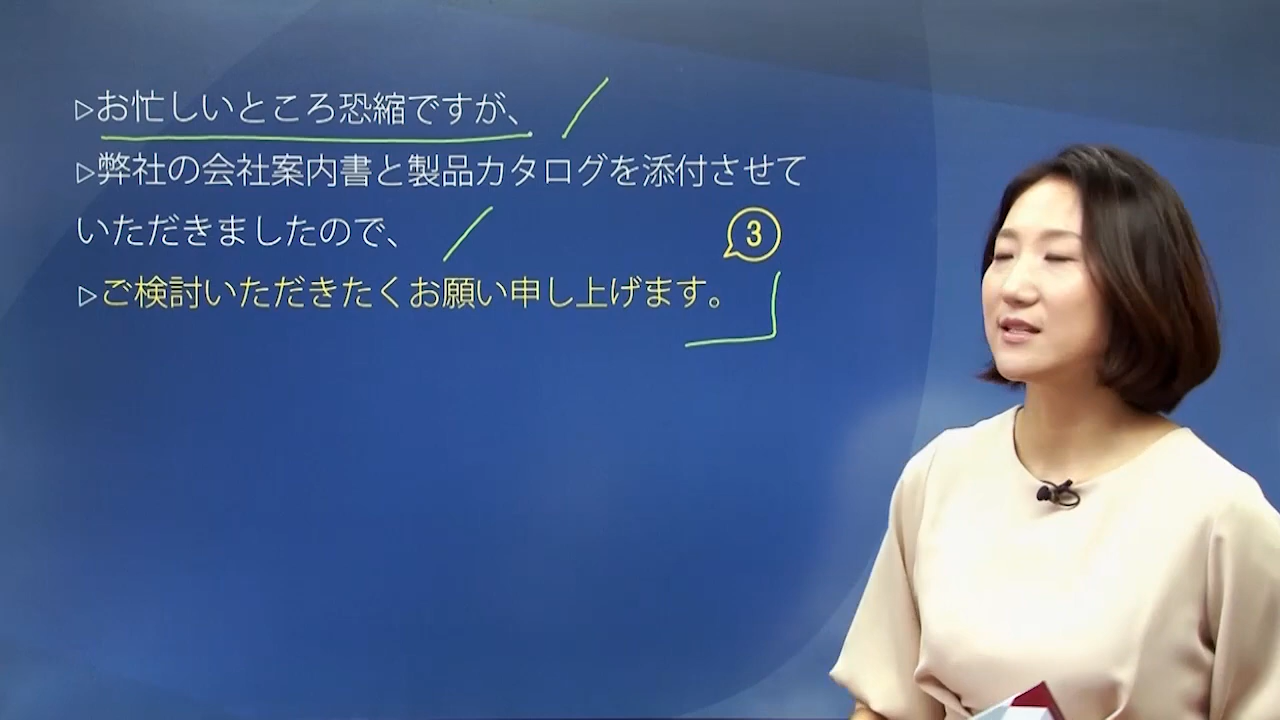 ▷お忙しいところ恐縮ですが、
▷弊社の会社案内書と製品カタログを添付させて
いただきましたので、
3
▷ご検討いただきたくお願い申し上げます。